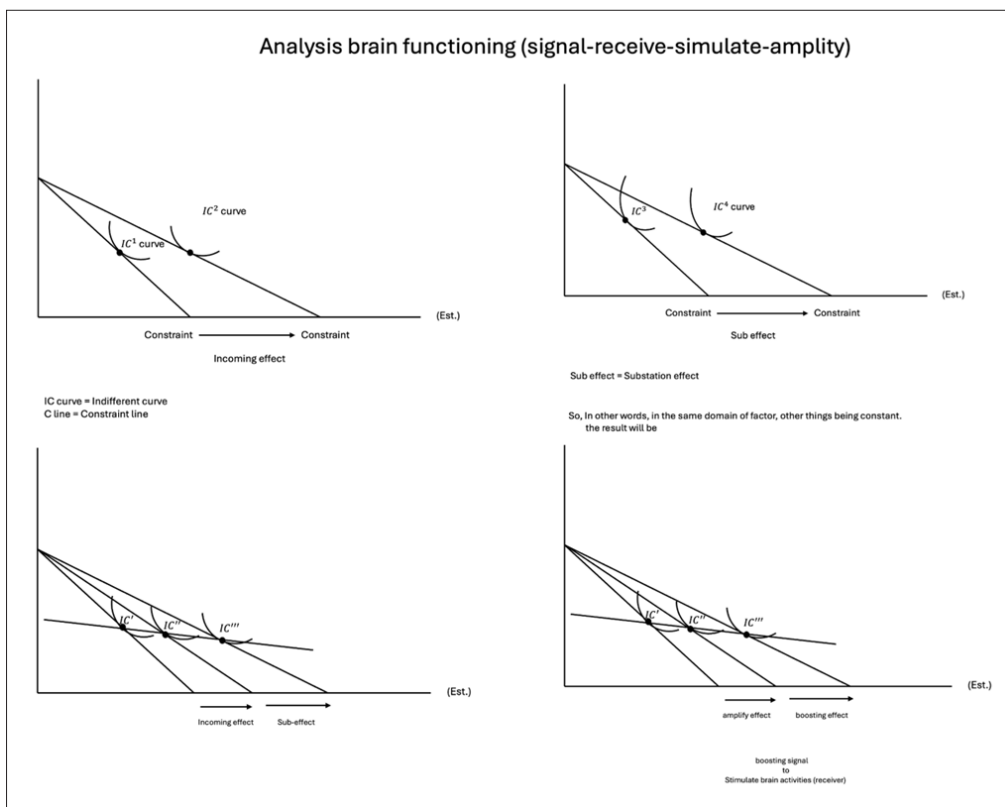 Analysis brain functioning (signal-receive-simulate-amplity)
IC² curve
IC¹ curve
(Est.)
Constraint Constraint
Incoming effect
IC curve = Indifferent curve
C line = Constraint line
IC³
IC⁴ curve
(Est.)
Constraint Constraint
Sub effect
Sub effect = Substation effect
So, In other words, in the same domain of factor, other things being constant.
the result will be
IC′
IC′′
IC′′′
(Est.)
Incoming effect Sub-effect
IC′
IC′′
IC′′′
(Est.)
amplify effect boosting effect
boosting signal
to
Stimulate brain activities (receiver)